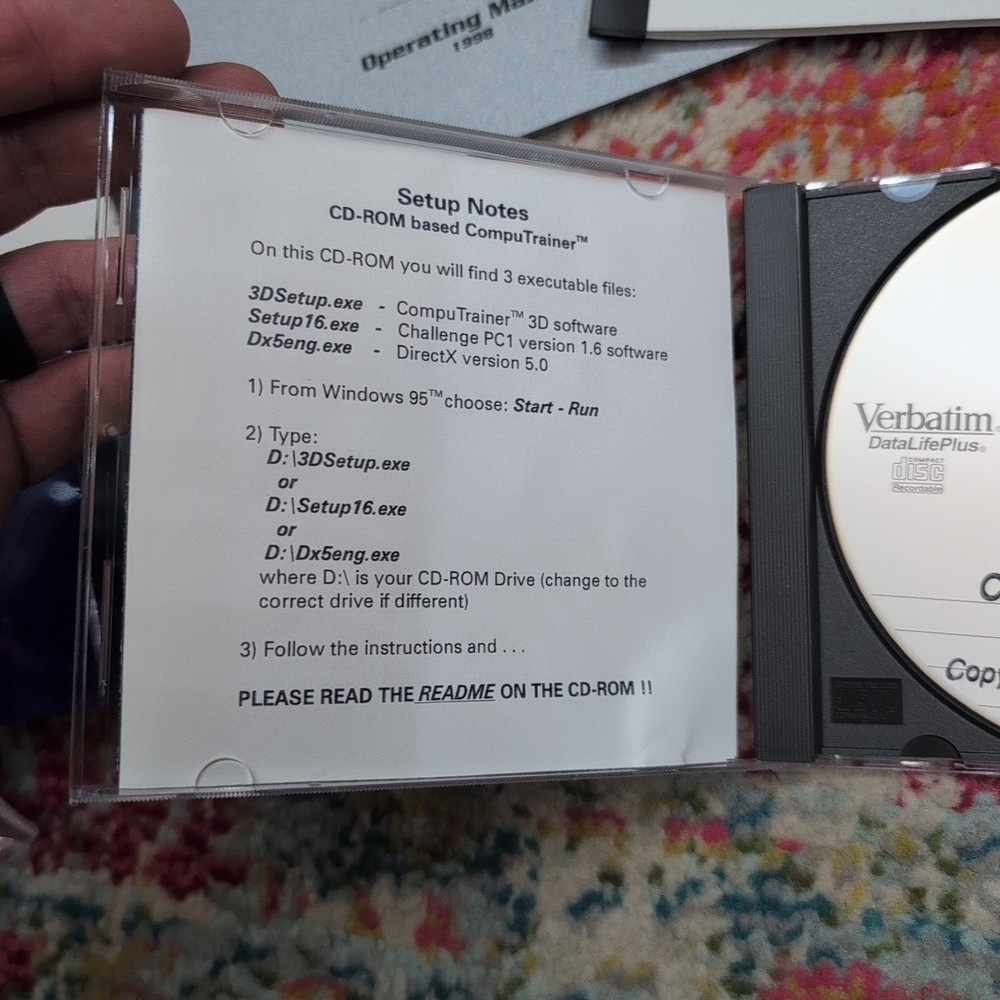 Operating
1998
Setup Notes
CD-ROM based CompuTrainer™
On this CD-ROM you will find 3 executable files:
3DSetup.exe - CompuTrainer™ 3D software
Setup16.exe - Challenge PC1 version 1.6 software
Dx5eng.exe - DirectX version 5.0
1) From Windows 95™ choose: Start - Run
2) Type:
D:\3DSetup.exe
or
D:\Setup16.exe
or
D:\Dx5eng.exe
where D:\ is your CD-ROM Drive (change to the
correct drive if different)
3) Follow the instructions and . . .
PLEASE READ THE README ON THE CD-ROM !!
Verbatim®
DataLifePlus®
COMPACT
disc
Recordable